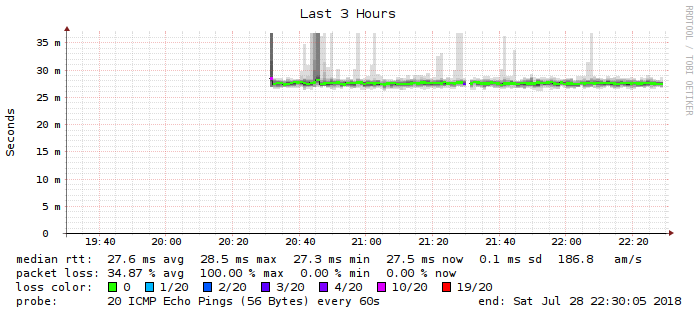 Last 3 Hours
RRDTOOL / TOBI OETIKER
Seconds
35 m
30 m
25 m
20 m
15 m
10 m
5 m
0
19:40 20:00 20:20 20:40 21:00 21:20 21:40 22:00 22:20
median rtt: 27.6 ms avg 28.5 ms max 27.3 ms min 27.5 ms now 0.1 ms sd 186.8 am/s
packet loss: 34.87 % avg 100.00 % max 0.00 % min 0.00 % now
loss color: 0 1/20 2/20 3/20 4/20 10/20 19/20
probe: 20 ICMP Echo Pings (56 Bytes) every 60s end: Sat Jul 28 22:30:05 2018